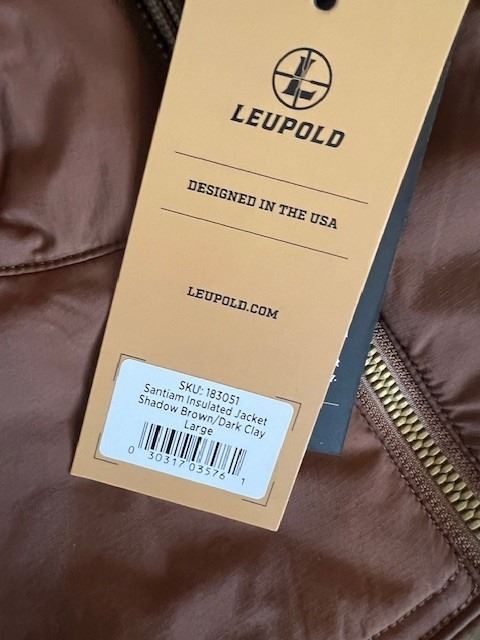 LEUPOLD
DESIGNED IN THE USA
LEUPOLD.COM
SKU: 183051
Santiam Insulated Jacket
Shadow Brown/Dark Clay
Large
0 30317 03576 1